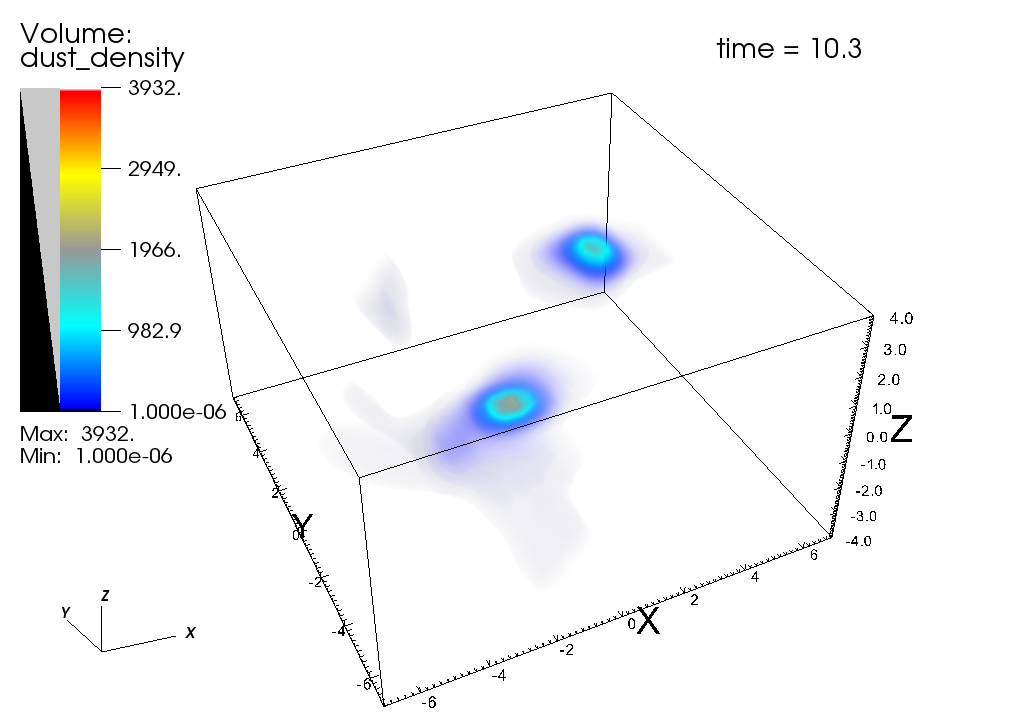 Volume:
dust_density
time = 10.3
3932.
2949.
1966.
982.9
1.000e-06
Max: 3932.
Min: 1.000e-06
4.0
3.0
2.0
1.0
0.0
-1.0
-2.0
-3.0
-4.0
Z
6
4
2
0
-2
-4
-6
Y
-6
-4
-2
0
2
4
6
X
Z
Y
X